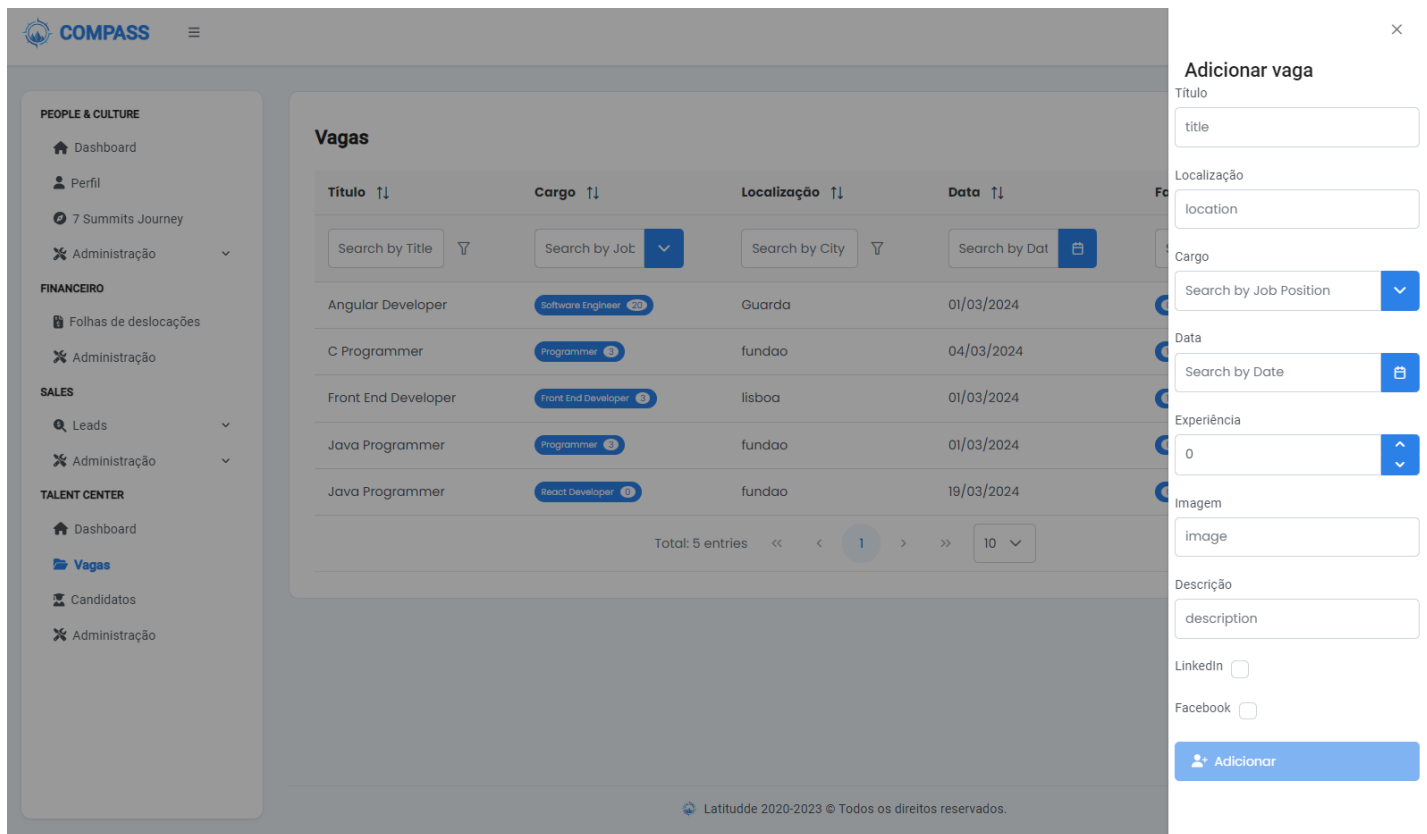 COMPASS
PEOPLE & CULTURE
Dashboard
Perfil
7 Summits Journey
Administração
FINANCEIRO
Folhas de deslocações
Administração
SALES
Leads
Administração
TALENT CENTER
Dashboard
Vagas
Candidatos
Administração
Vagas
Título Cargo Localização Data
Search by Title Search by Job Search by City Search by Dat
Angular Developer Software Engineer 20 Guarda 01/03/2024
C Programmer Programmer 3 fundao 04/03/2024
Front End Developer Front End Developer 3 lisboa 01/03/2024
Java Programmer Programmer 3 fundao 01/03/2024
Java Programmer React Developer 0 fundao 19/03/2024
Total: 5 entries << < 1 > >> 10
Latitudde 2020-2023 © Todos os direitos reservados.
Adicionar vaga
Título
title
Localização
location
Cargo
Search by Job Position
Data
Search by Date
Experiência
0
Imagem
image
Descrição
description
LinkedIn
Facebook
Adicionar